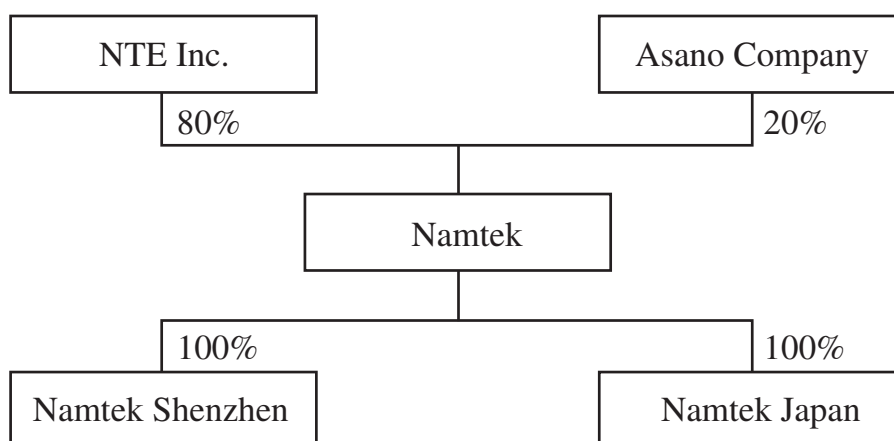 NTE Inc.
Asano Company
80%
20%
Namtek
100%
100%
Namtek Shenzhen
Namtek Japan